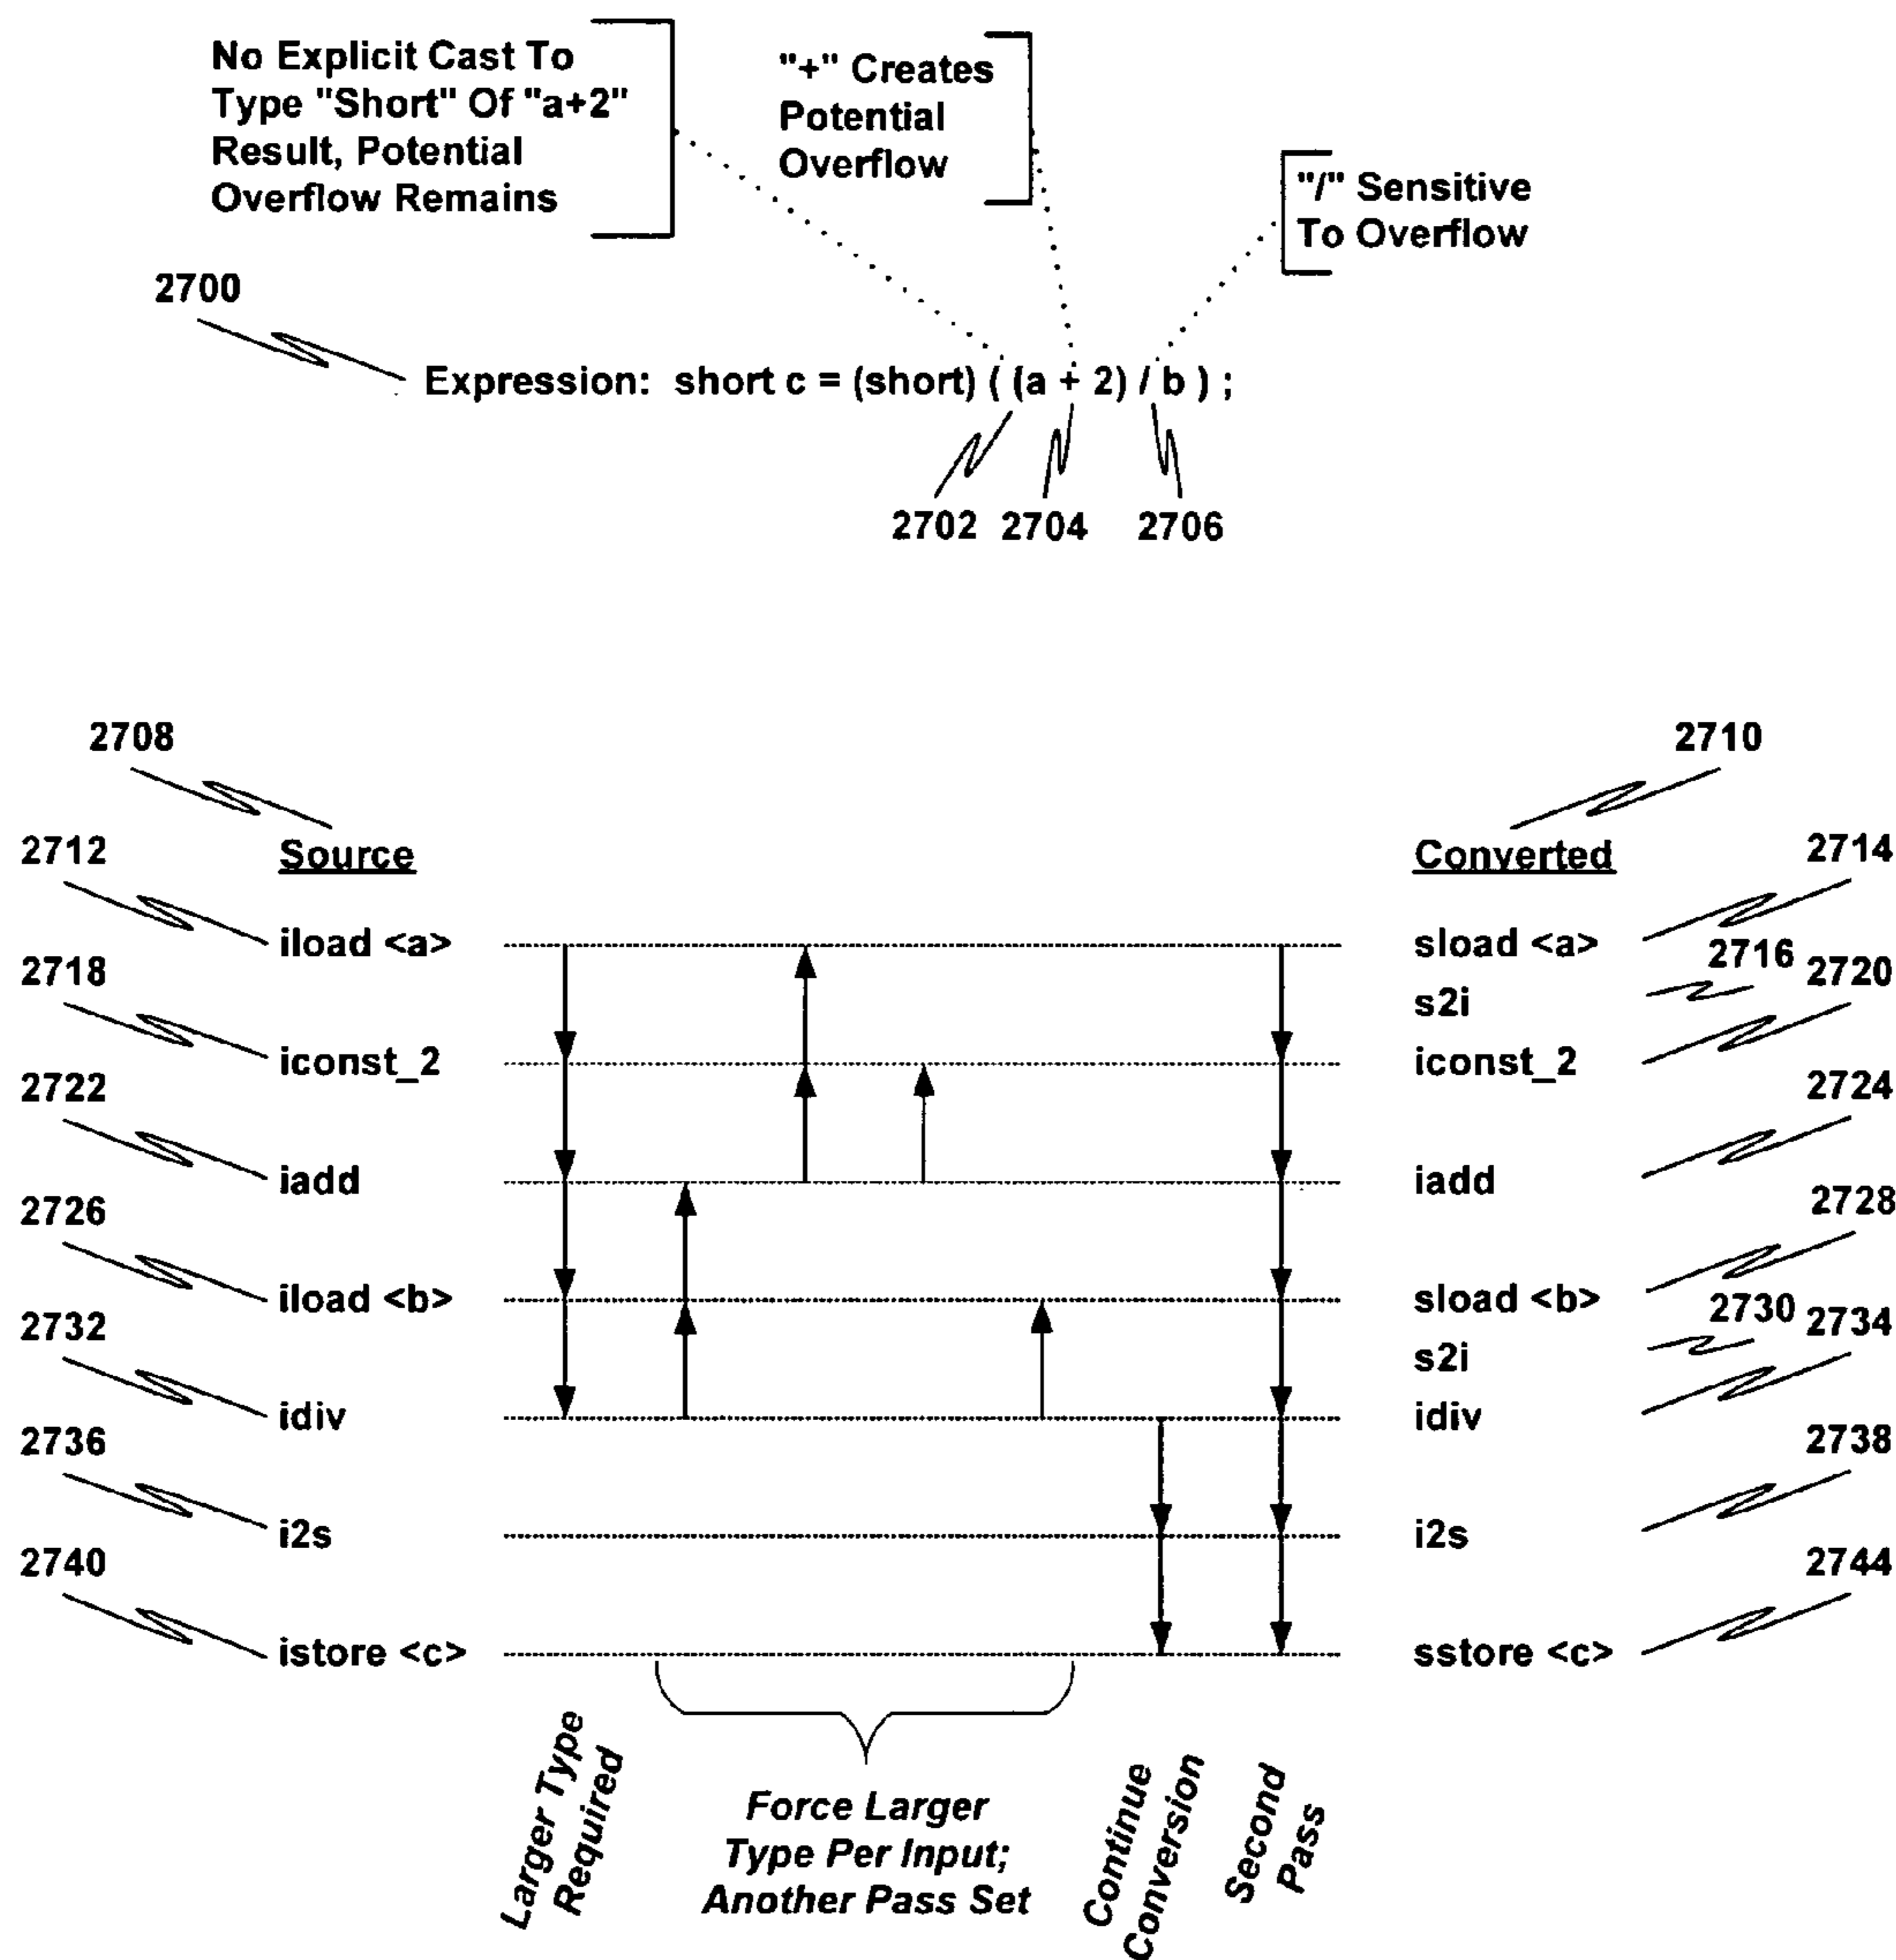 No Explicit Cast To
Type "Short" Of "a+2"
Result, Potential
Overflow Remains
"+" Creates
Potential
Overflow
"/" Sensitive
To Overflow
2700
Expression: short c = (short) ( (a + 2) / b ) ;
2702 2704 2706
2708
2710
2712
Source
Converted
2714
iload <a>
sload <a>
2716
2718
s2i
2720
iconst_2
iconst_2
2722
2724
iadd
iadd
2726
2728
iload <b>
sload <b>
2730
2732
s2i
2734
idiv
idiv
2736
2738
i2s
i2s
2740
2744
istore <c>
sstore <c>
Larger Type
Required
Force Larger
Type Per Input;
Another Pass Set
Continue
Conversion
Second
Pass